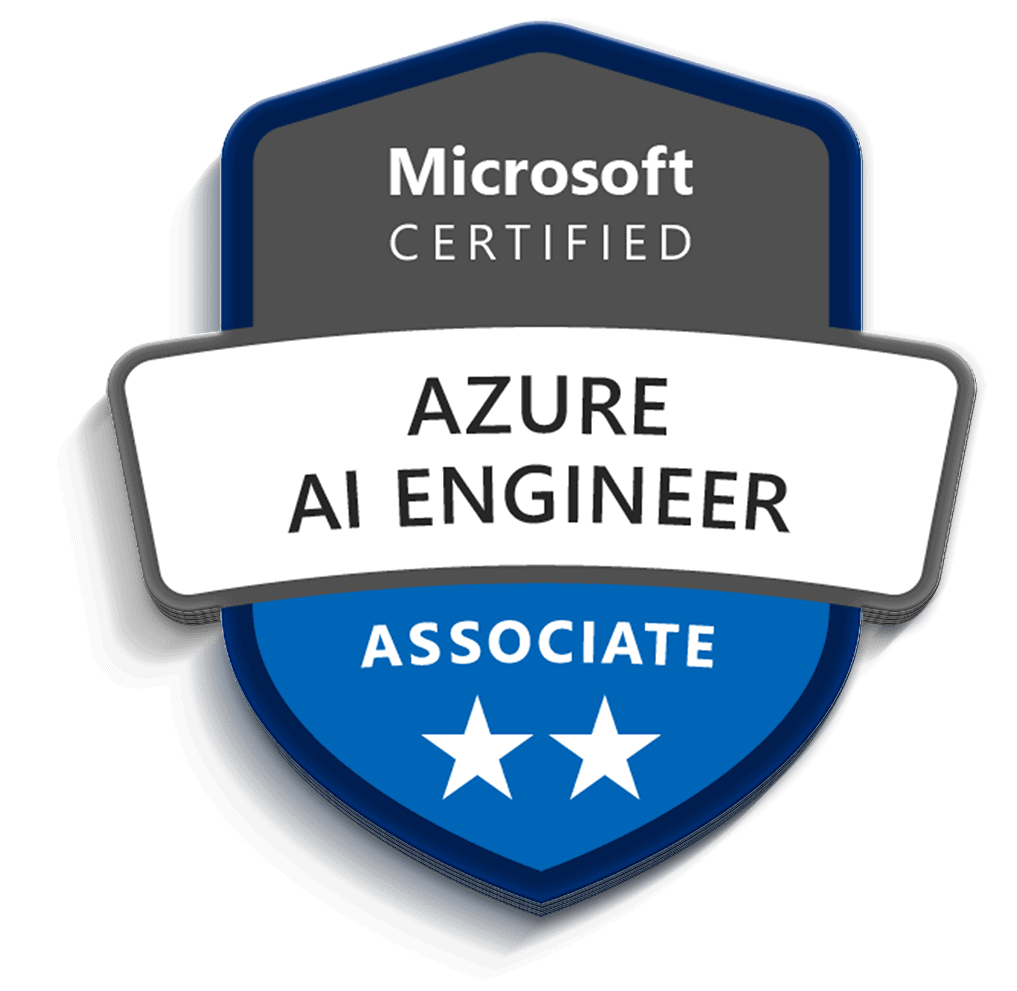 Microsoft
CERTIFIED
AZURE
AI ENGINEER
ASSOCIATE